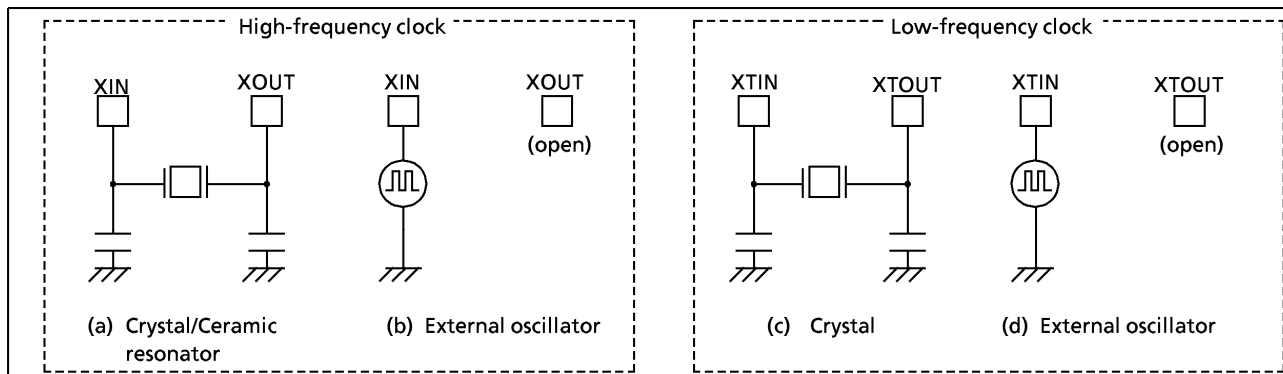 High-frequency clock
Low-frequency clock
XIN XOUT XIN XOUT
XTIN XTOUT XTIN XTOUT
(open)
(open)
(a) Crystal/Ceramic
resonator
(b) External oscillator
(c) Crystal
(d) External oscillator